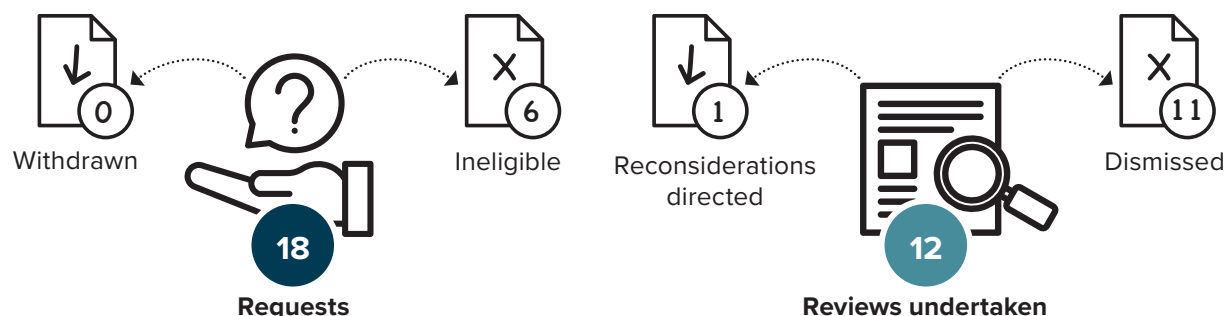 0
Withdrawn
?
6
Ineligible
18
Requests
1
Reconsiderations
directed
11
Dismissed
12
Reviews undertaken